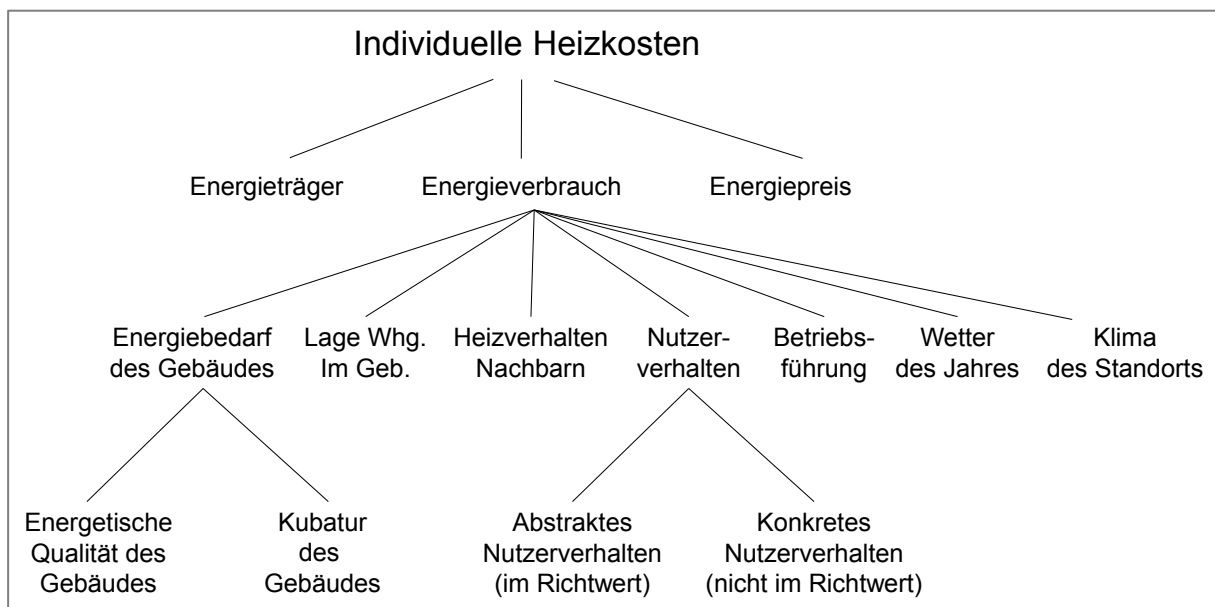 Individuelle Heizkosten
Energieträger
Energieverbrauch
Energiepreis
Energiebedarf
des Gebäudes
Lage Whg.
Im Geb.
Heizverhalten
Nachbarn
Nutzer-
verhalten
Betriebs-
führung
Wetter
des Jahres
Klima
des Standorts
Energetische
Qualität des
Gebäudes
Kubatur
des
Gebäudes
Abstraktes
Nutzerverhalten
(im Richtwert)
Konkretes
Nutzerverhalten
(nicht im Richtwert)